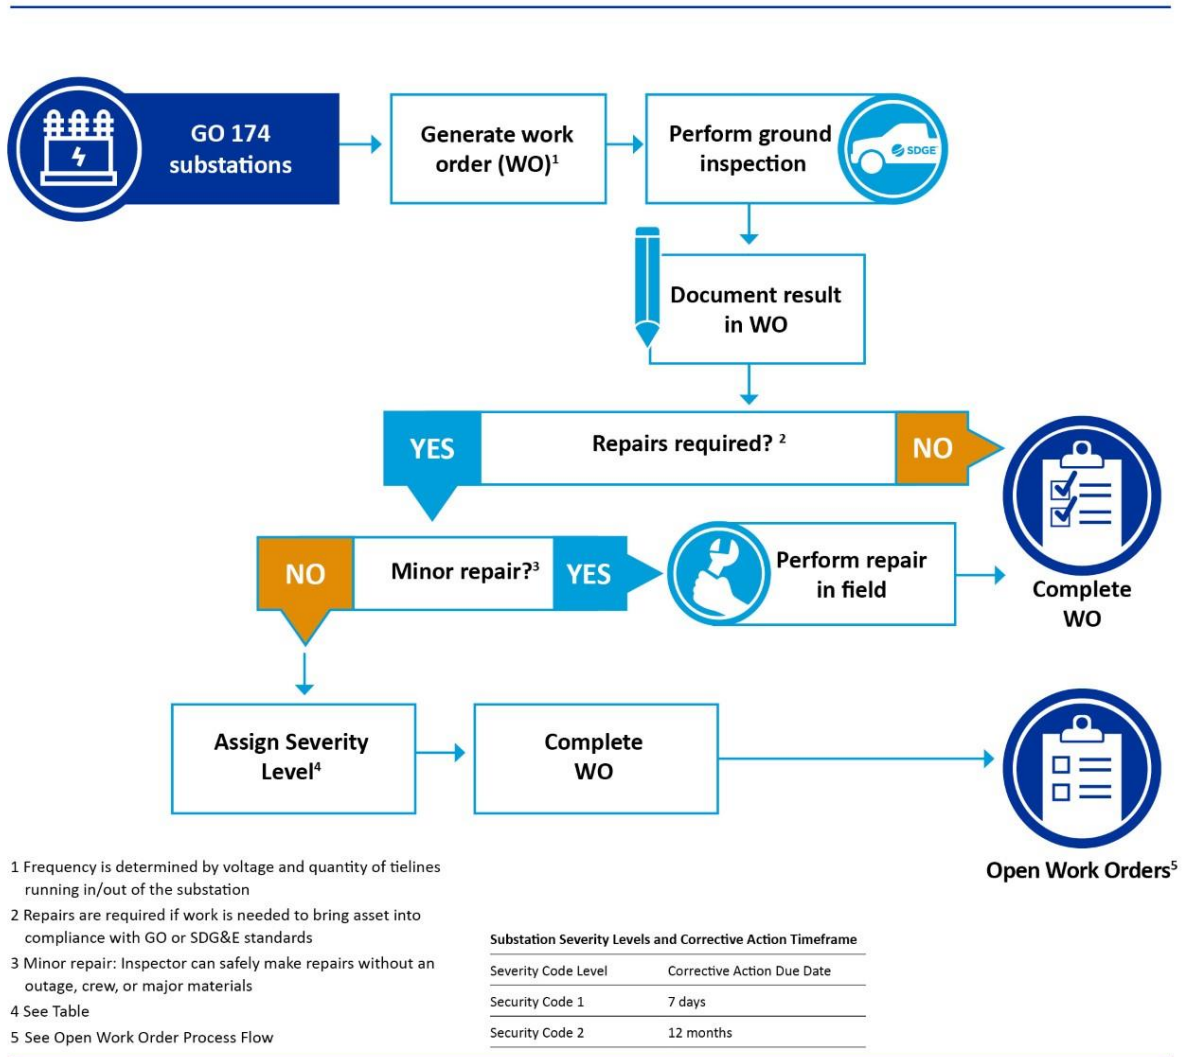 GO 174
substations
Generate work
order (WO)1
Perform ground
inspection
SDGE
Document result
in WO
YES
Repairs required? 2
NO
NO
Minor repair?3
YES
Perform repair
in field
Complete
WO
Assign Severity
Level4
Complete
WO
Open Work Orders5
1 Frequency is determined by voltage and quantity of tielines
running in/out of the substation
2 Repairs are required if work is needed to bring asset into
compliance with GO or SDG&E standards
3 Minor repair: Inspector can safely make repairs without an
outage, crew, or major materials
4 See Table
5 See Open Work Order Process Flow
Substation Severity Levels and Corrective Action Timeframe
Severity Code Level Corrective Action Due Date
Security Code 1 7 days
Security Code 2 12 months